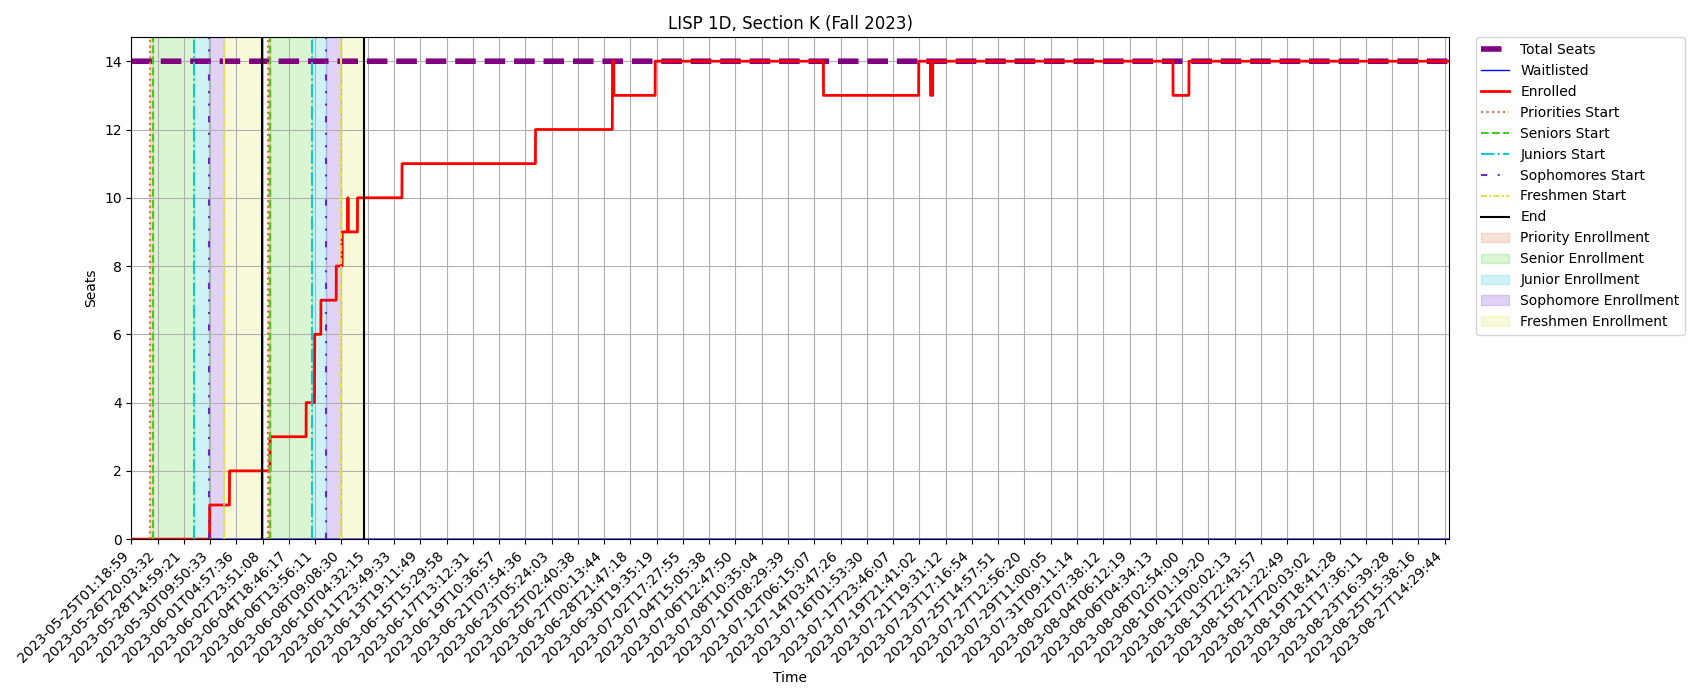 LISP 1D, Section K (Fall 2023)
14
12
10
8
6
4
2
0
Seats
2023-05-25T01:18:59
2023-05-26T20:03:32
2023-05-28T14:59:21
2023-05-30T09:50:33
2023-06-01T04:57:36
2023-06-02T23:51:08
2023-06-04T18:46:17
2023-06-06T13:56:11
2023-06-08T09:08:30
2023-06-10T04:32:15
2023-06-11T23:49:33
2023-06-13T19:11:49
2023-06-15T15:29:58
2023-06-17T13:12:31
2023-06-19T10:36:57
2023-06-21T07:54:36
2023-06-23T05:24:03
2023-06-25T02:40:38
2023-06-27T00:13:44
2023-06-28T21:47:18
2023-06-30T19:35:19
2023-07-02T17:27:55
2023-07-04T15:05:38
2023-07-06T12:47:50
2023-07-08T10:35:04
2023-07-10T08:29:39
2023-07-12T06:15:07
2023-07-14T03:47:26
2023-07-16T01:53:30
2023-07-17T23:46:07
2023-07-19T21:41:02
2023-07-21T19:31:12
2023-07-23T17:16:54
2023-07-25T14:57:51
2023-07-27T12:56:20
2023-07-29T11:00:05
2023-07-31T09:11:14
2023-08-02T07:38:12
2023-08-04T06:12:19
2023-08-06T04:34:13
2023-08-08T02:54:00
2023-08-10T01:19:20
2023-08-12T00:02:13
2023-08-13T22:43:57
2023-08-15T21:22:49
2023-08-17T20:03:02
2023-08-19T18:41:28
2023-08-21T17:36:11
2023-08-23T16:39:28
2023-08-25T15:38:16
2023-08-27T14:29:44
Time
Total Seats
Waitlisted
Enrolled
Priorities Start
Seniors Start
Juniors Start
Sophomores Start
Freshmen Start
End
Priority Enrollment
Senior Enrollment
Junior Enrollment
Sophomore Enrollment
Freshmen Enrollment